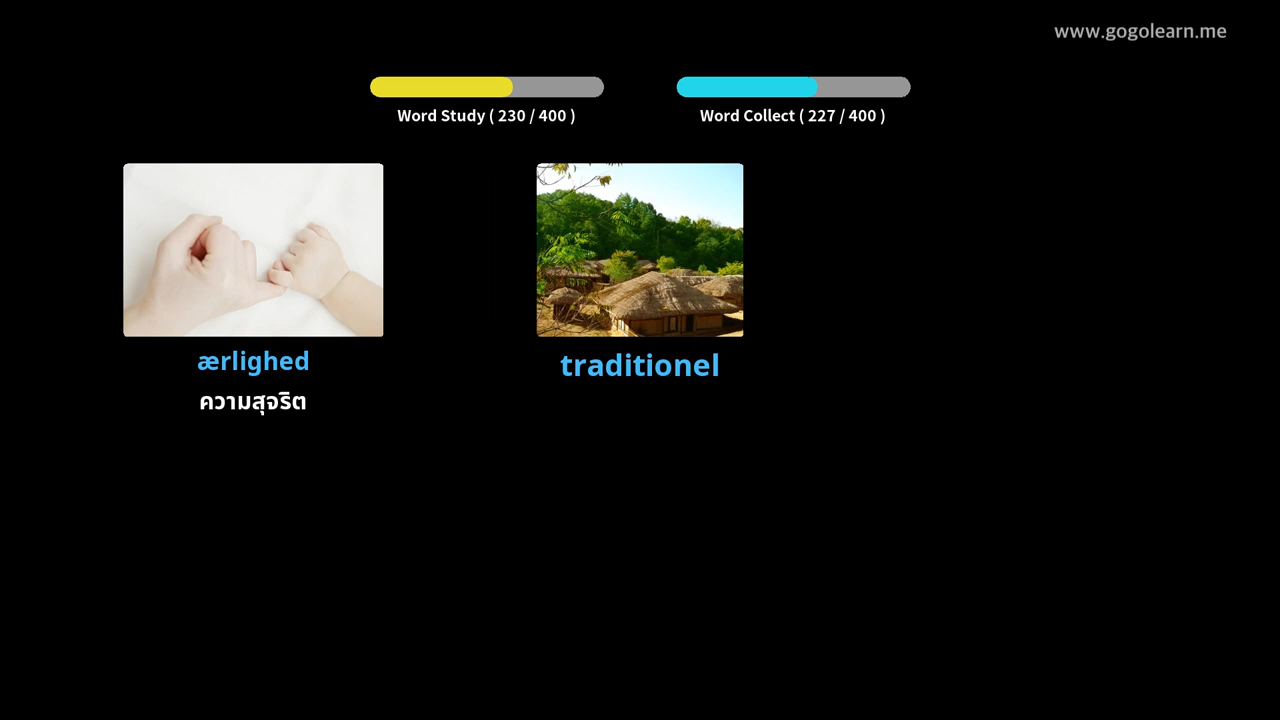 www.gogolearn.me
Word Study ( 230 / 400 )
Word Collect ( 227 / 400 )
ærlighed
ความสุจริต
traditionel